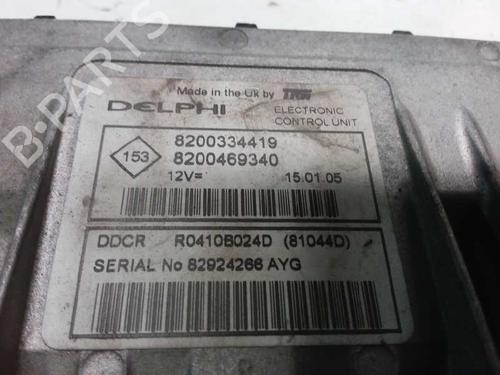 Made in the Uk by TRW
DELPHI
ELECTRONIC
CONTROL UNIT
153
8200334419
8200469340
12V=
15.01.05
DDCR R0410B024D (81044D)
SERIAL No 82924266 AYG
B-PARTS